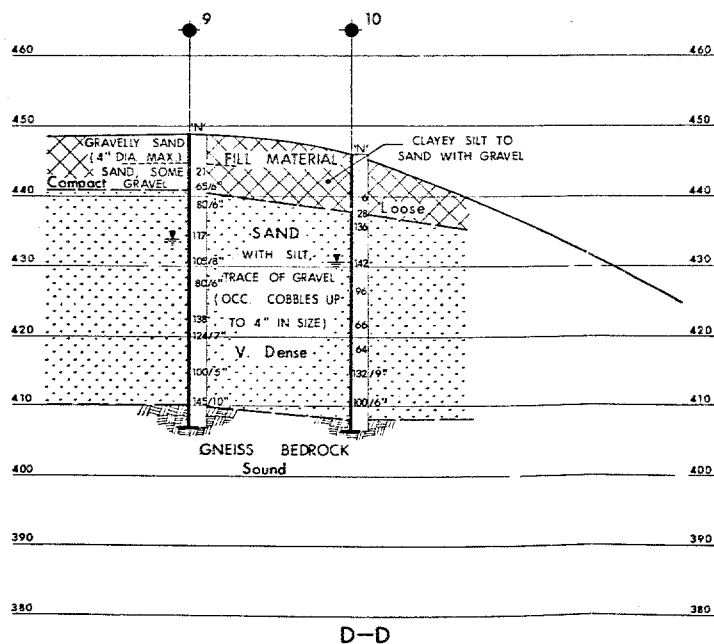 9 10
460 460
450 450
'N' 'N'
GRAVELLY SAND
(4" DIA. MAX.)
SAND, SOME
Compact GRAVEL
FILL MATERIAL
CLAYEY SILT TO
SAND WITH GRAVEL
Loose
440 440
21
65/6"
80/6"
117
105/8"
80/6"
138
124/7"
100/5"
145/10"
6
28
136
142
96
66
64
132/9"
100/6"
SAND
WITH SILT,
TRACE OF GRAVEL
(OCC. COBBLES UP
TO 4" IN SIZE)
V. Dense
430 430
420 420
410 410
GNEISS BEDROCK
Sound
400 400
390 390
380 380
D-D